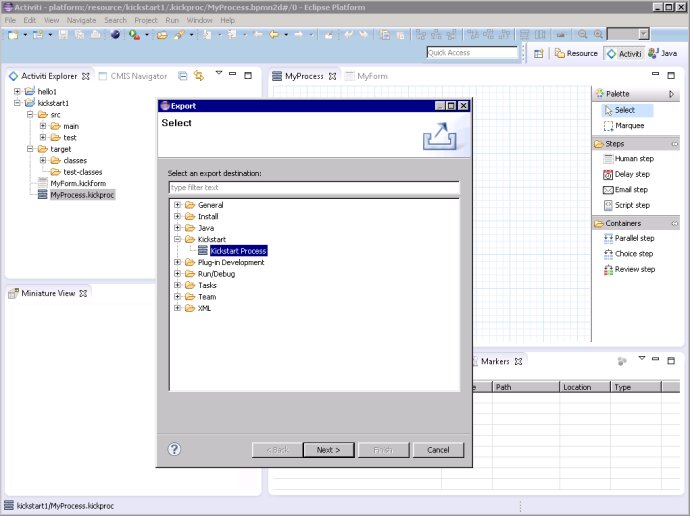 Activiti - platform:/resource/kickstart1/.kickproc/MyProcess.bpmn2d#/0 - Eclipse Platform
File Edit View Navigate Search Project Run Window Help
Quick Access
Resource Activiti Java
Activiti Explorer CMIS Navigator
MyProcess MyForm
hello1
kickstart1
src
main
test
target
classes
test-classes
MyForm.kickform
MyProcess.kickproc
Miniature View
Export
Select
Select an export destination:
type filter text
General
Install
Java
Kickstart
Kickstart Process
Plug-in Development
Run/Debug
Tasks
Team
XML
< Back Next > Finish Cancel
Palette
Select
Marquee
Steps
Human step
Delay step
Email step
Script step
Containers
Parallel step
Choice step
Review step
Markers
Path Location Type
kickstart1/MyProcess.kickproc